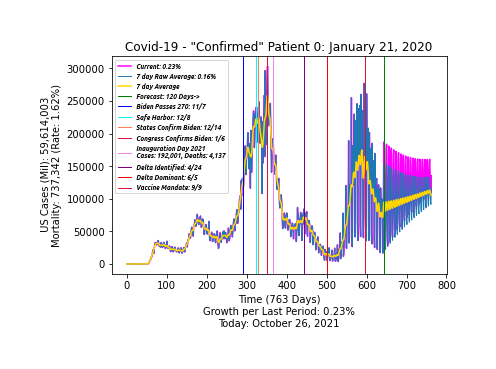 Covid-19 - "Confirmed" Patient 0: January 21, 2020
US Cases (Mil): 59,614,003
Mortality: 737,342 (Rate: 1.62%)
300000
250000
200000
150000
100000
50000
0
Current: 0.23%
7 day Raw Average: 0.16%
7 day Average
Forecast: 120 Days->
Biden Passes 270: 11/7
Safe Harbor: 12/8
States Confirm Biden: 12/14
Congress Confirms Biden: 1/6
Inauguration Day 2021
Cases: 192,001, Deaths: 4,137
Delta Identified: 4/24
Delta Dominant: 6/5
Vaccine Mandate: 9/9
0 100 200 300 400 500 600 700 800
Time (763 Days)
Growth per Last Period: 0.23%
Today: October 26, 2021